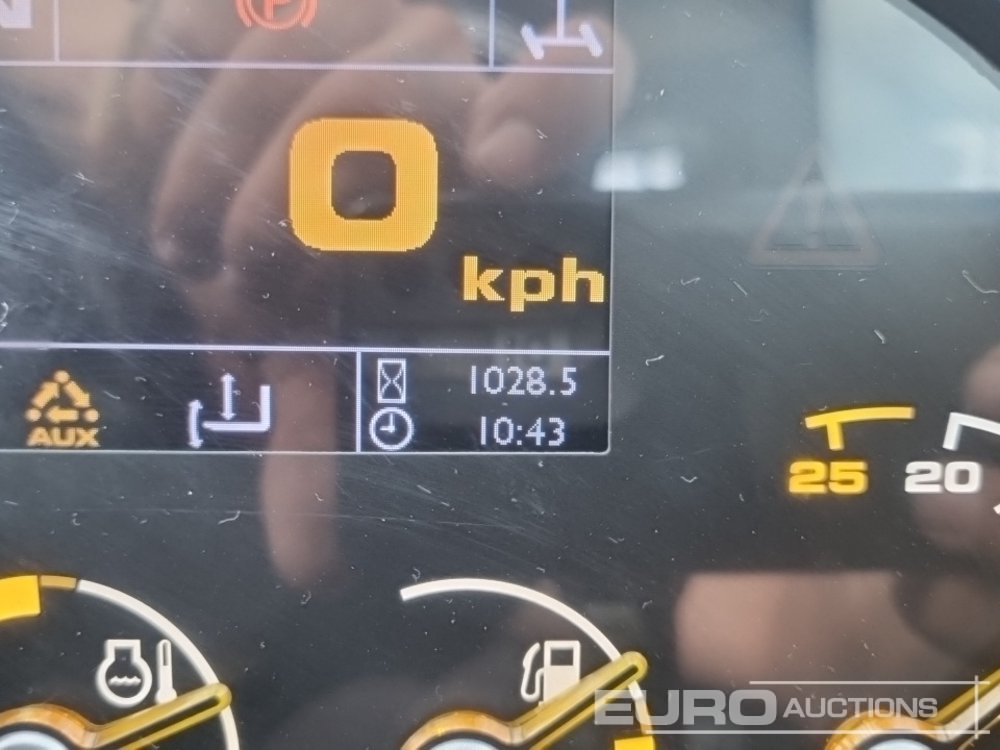 N
P
0
kph
1028.5
AUX
10:43
25 20
EURO AUCTIONS